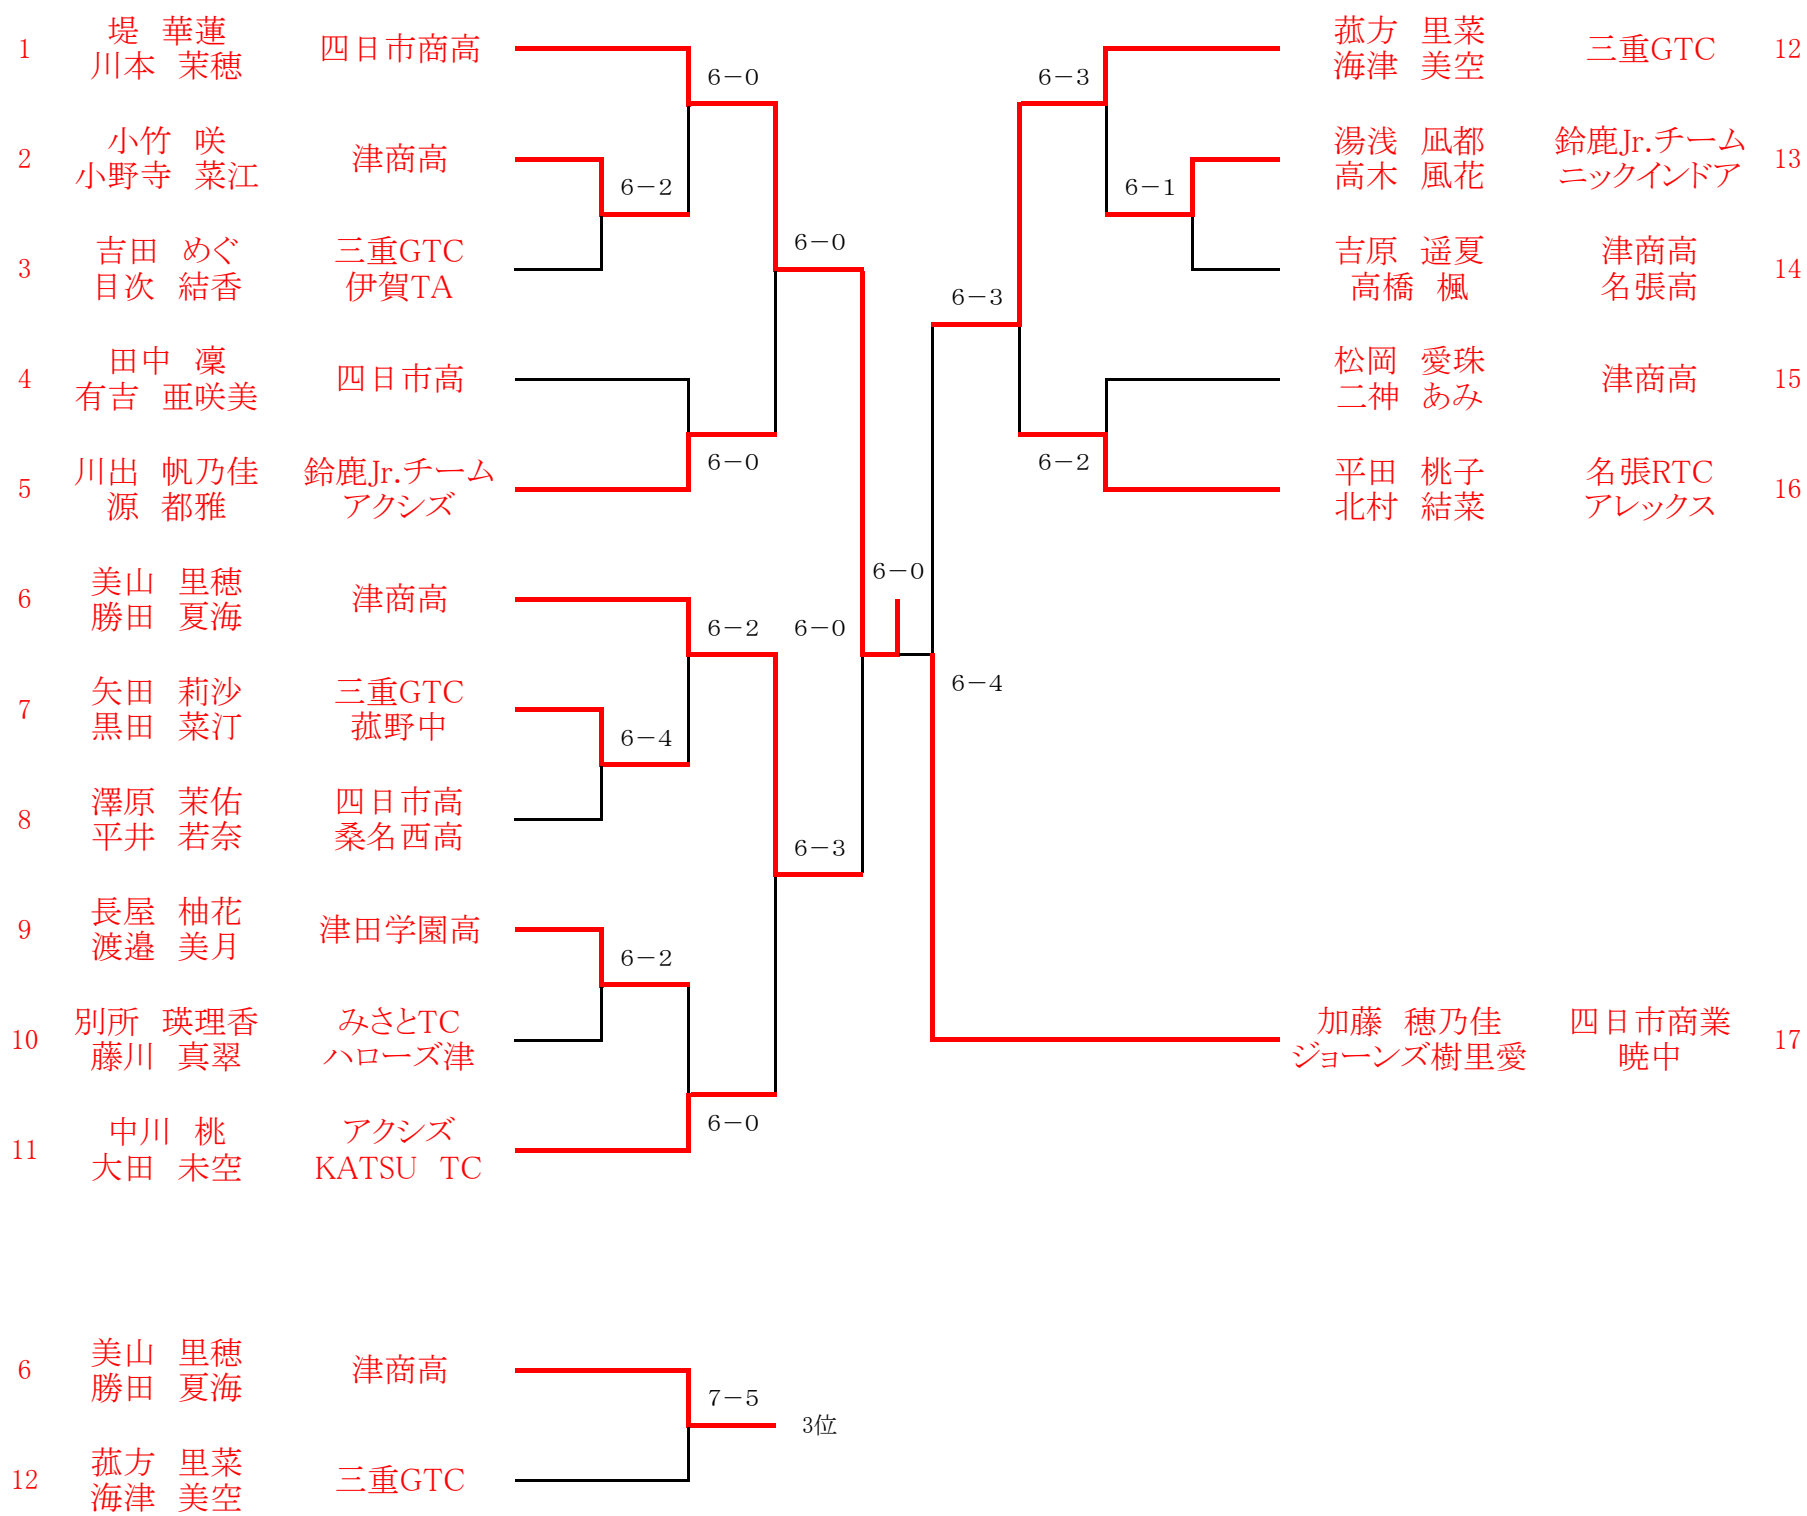 1 堤　華蓮 四日市商高
川本　茉穂
6－0
2 小竹　咲 津商高
小野寺　菜江
6－2
3 吉田　めぐ 三重GTC
目次　結香 伊賀TA
6－0
4 田中　凜 四日市高
有吉　亜咲美
5 川出　帆乃佳 鈴鹿Jr.チーム
源　都雅 アクシズ
6－0
6 美山　里穂 津商高
勝田　夏海
6－2 6－0
7 矢田　莉沙 三重GTC
黒田　菜汀 菰野中
6－4
8 澤原　茉佑 四日市高
平井　若奈 桑名西高
6－3
9 長屋　柚花 津田学園高
渡邉　美月
6－2
10 別所　瑛理香 みさとTC
藤川　真翠 ハローズ津
11 中川　桃 アクシズ
大田　未空 KATSU　TC
6－0
6－0
菰方　里菜 三重GTC 12
海津　美空
6－3
湯浅　凪都 鈴鹿Jr.チーム 13
高木　風花 ニックインドア
6－1
吉原　遥夏 津商高 14
高橋　楓 名張高
6－3
松岡　愛珠 津商高 15
二神　あみ
平田　桃子 名張RTC 16
北村　結菜 アレックス
6－2
6－4
加藤　穂乃佳 四日市商業 17
ジョーンズ樹里愛 暁中
6 美山　里穂 津商高
勝田　夏海
7－5
3位
12 菰方　里菜 三重GTC
海津　美空